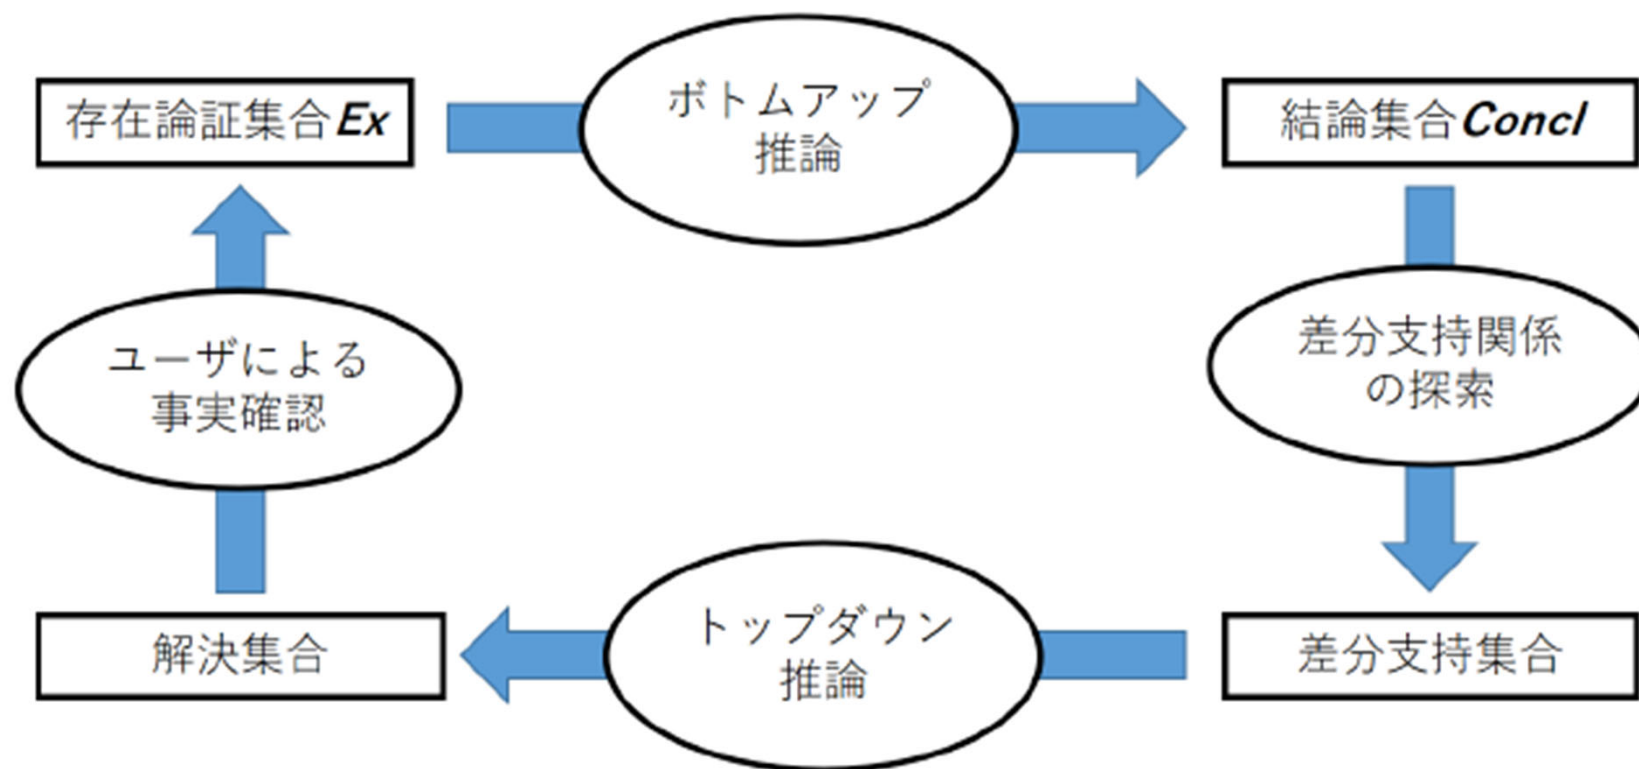 存在論証集合Ex
ボトムアップ
推論
結論集合Concl
ユーザによる
事実確認
差分支持関係
の探索
解決集合
トップダウン
推論
差分支持集合